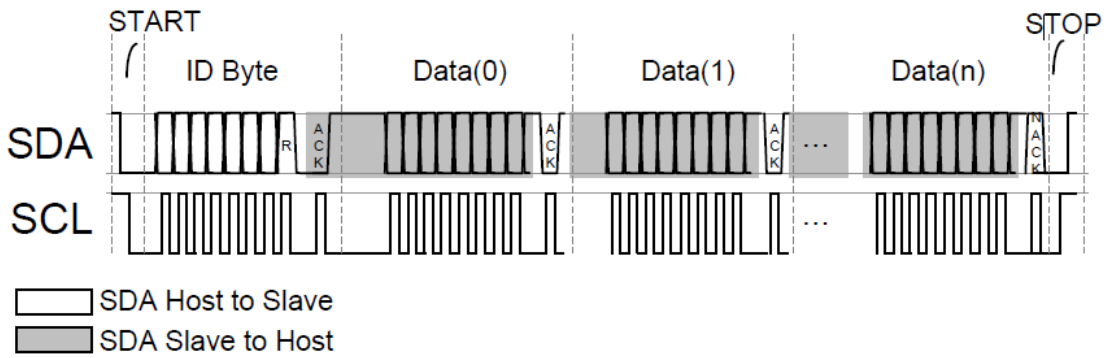 START
STOP
ID Byte
Data(0)
Data(1)
Data(n)
SDA
R
ACK
ACK
ACK
...
NACK
SCL
...
SDA Host to Slave
SDA Slave to Host